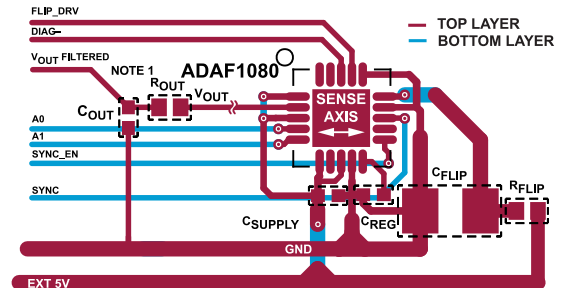 FLIP_DRV
DIAG–
VOUT FILTERED
NOTE 1
ADAF1080
TOP LAYER
BOTTOM LAYER
ROUT
VOUT
COUT
SENSE
AXIS
A0
A1
SYNC_EN
SYNC
CFLIP
RFLIP
CSUPPLY
CREG
GND
EXT 5V